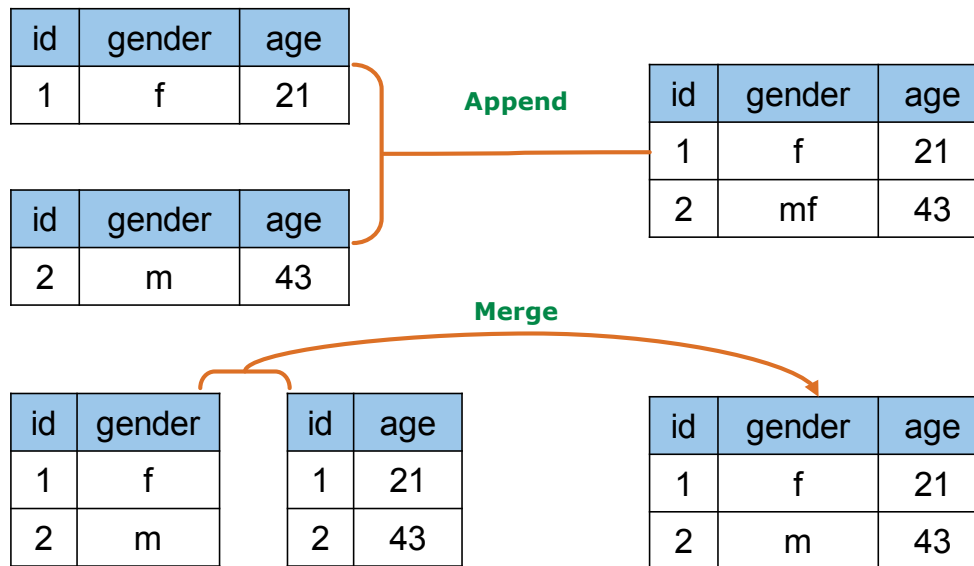 id gender age
1 f 21
Append
id gender age
1 f 21
2 mf 43
id gender age
2 m 43
Merge
id gender
1 f
2 m
id age
1 21
2 43
id gender age
1 f 21
2 m 43